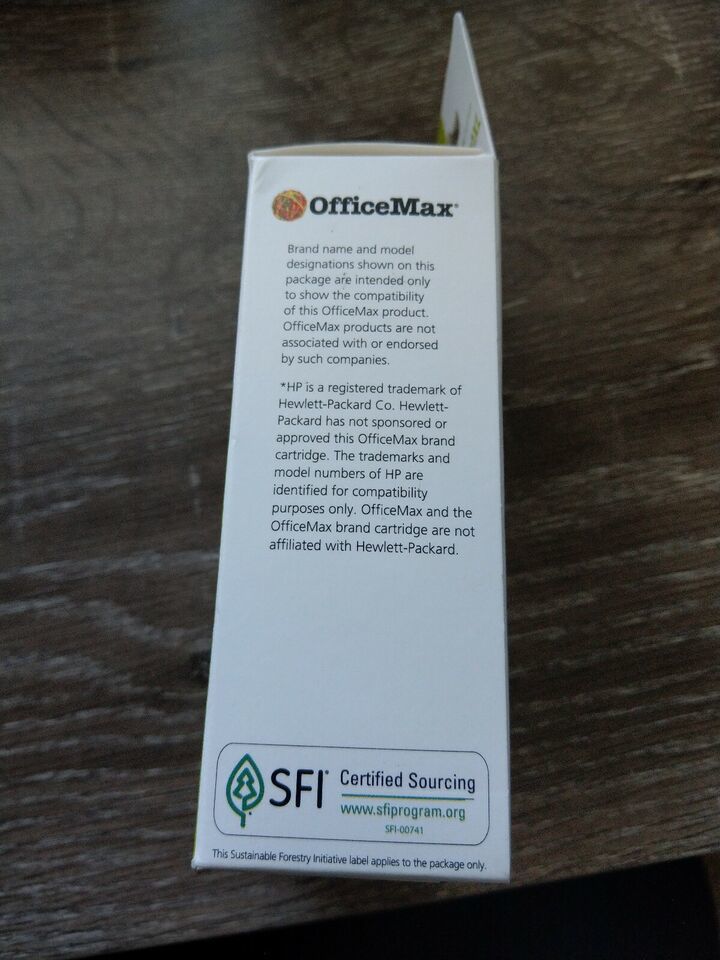 OfficeMax®
Brand name and model
designations shown on this
package are intended only
to show the compatibility
of this OfficeMax product.
OfficeMax products are not
associated with or endorsed
by such companies.
*HP is a registered trademark of
Hewlett-Packard Co. Hewlett-
Packard has not sponsored or
approved this OfficeMax brand
cartridge. The trademarks and
model numbers of HP are
identified for compatibility
purposes only. OfficeMax and the
OfficeMax brand cartridge are not
affiliated with Hewlett-Packard.
SFI®
Certified Sourcing
www.sfiprogram.org
SFI-00741
This Sustainable Forestry Initiative label applies to the package only.